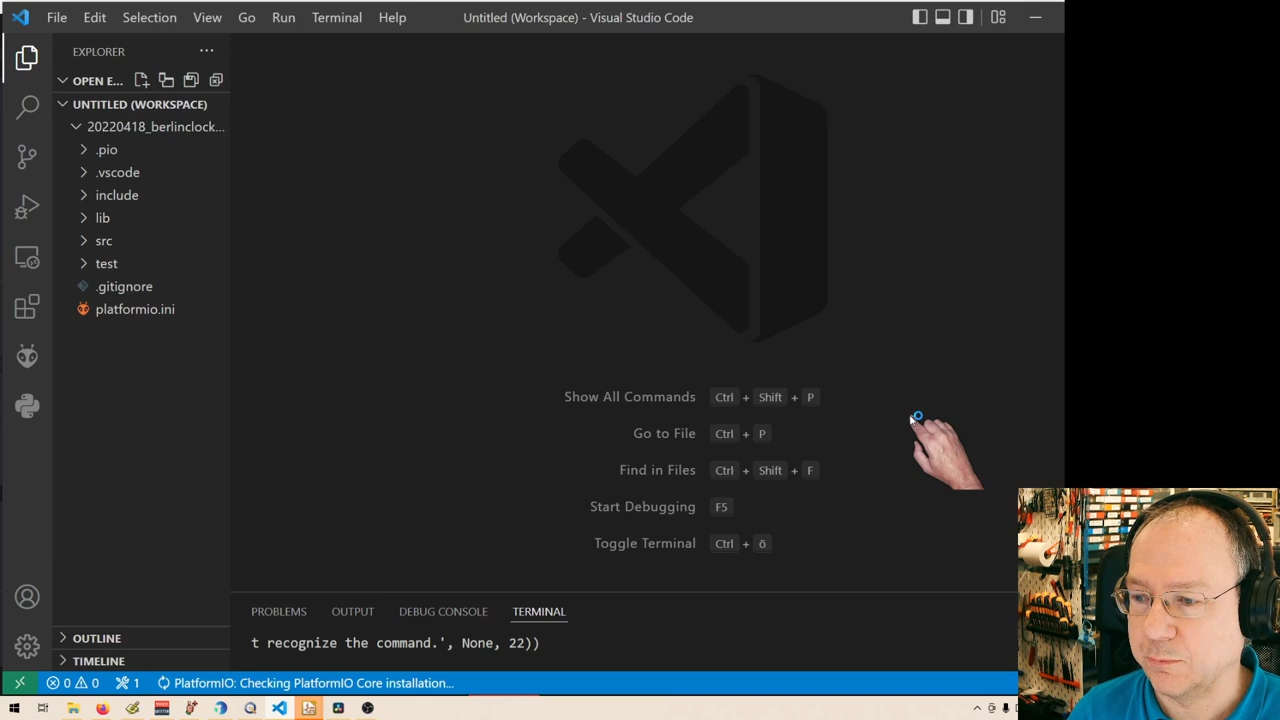 File Edit Selection View Go Run Terminal Help
Untitled (Workspace) - Visual Studio Code
EXPLORER
OPEN E...
UNTITLED (WORKSPACE)
20220418_berlinclock...
.pio
.vscode
include
lib
src
test
.gitignore
platformio.ini
Show All Commands Ctrl + Shift + P
Go to File Ctrl + P
Find in Files Ctrl + Shift + F
Start Debugging F5
Toggle Terminal Ctrl + ö
PROBLEMS OUTPUT DEBUG CONSOLE TERMINAL
t recognize the command.', None, 22))
OUTLINE
TIMELINE
0 0 1 PlatformIO: Checking PlatformIO Core installation...